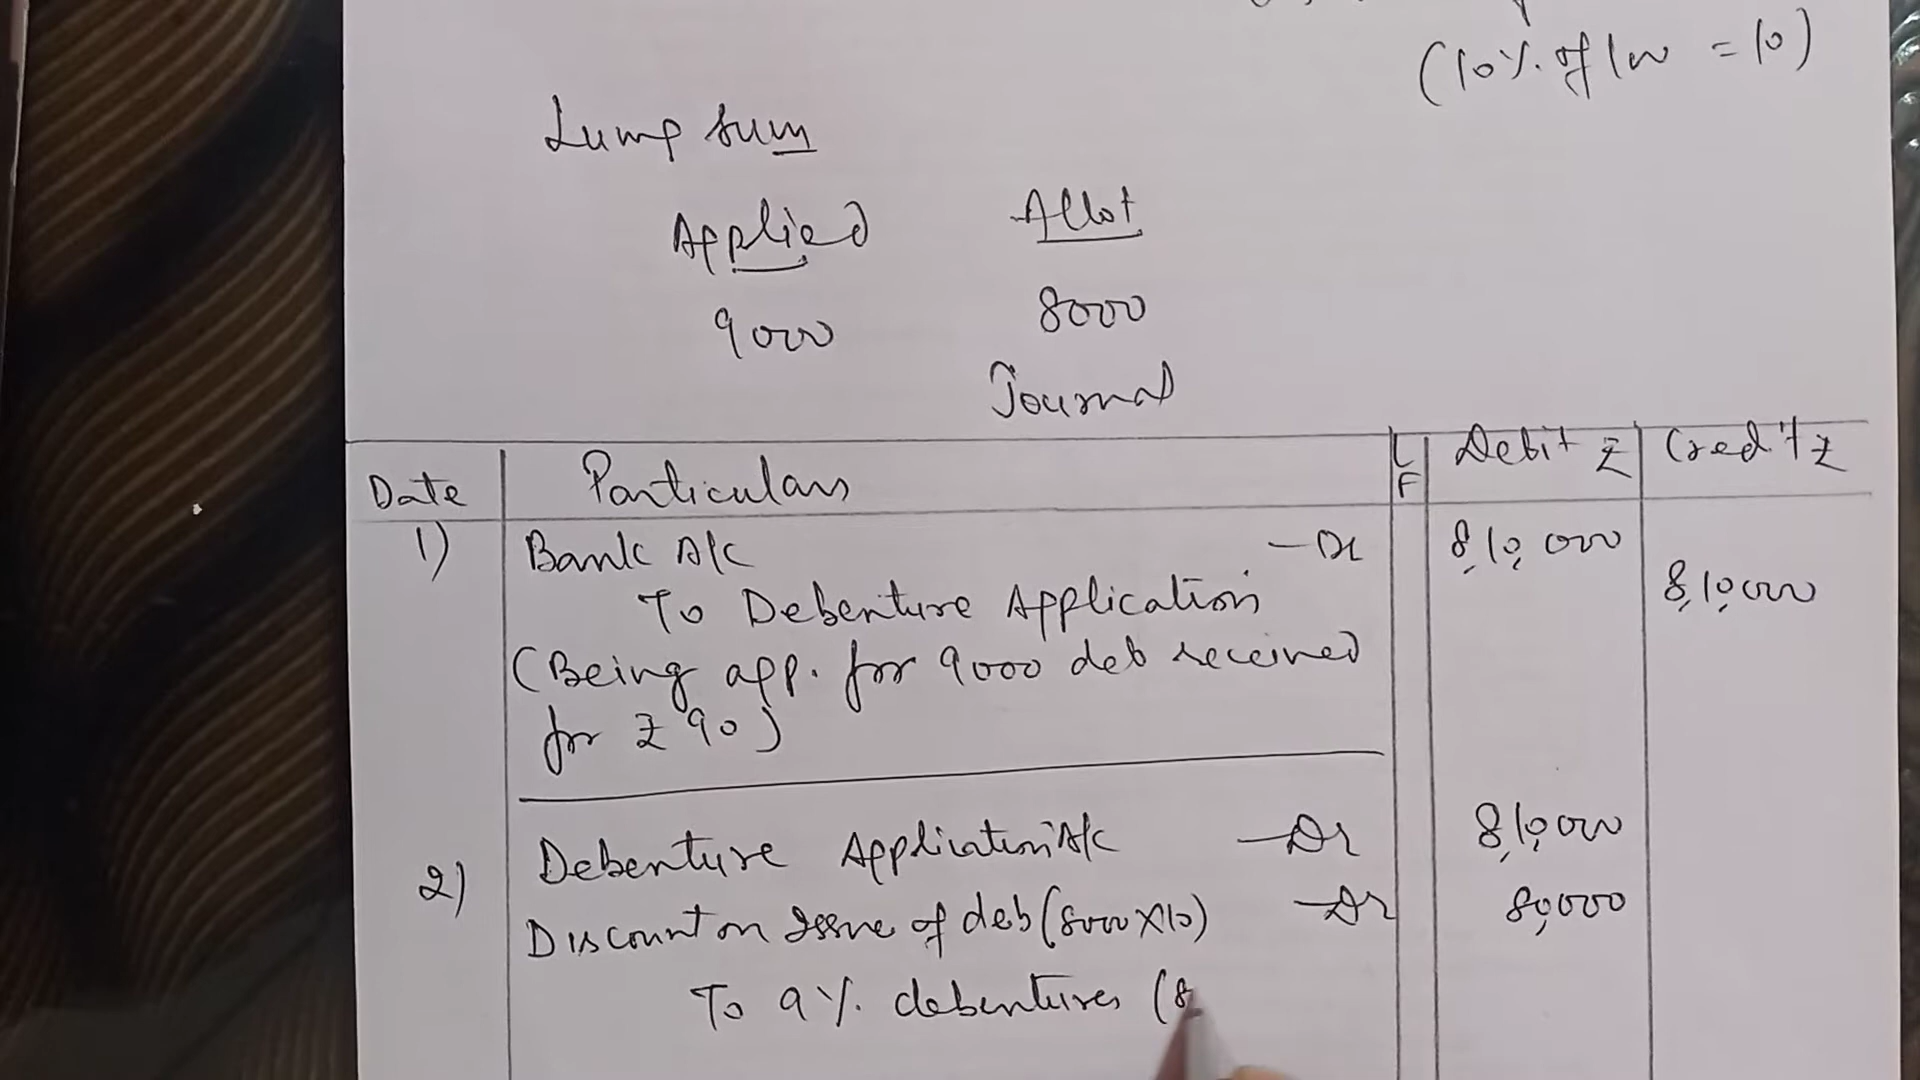 (10% of 100 = 10)
Lump sum
Applied Allot
9000 8000
Journal
Date Particulars LF Debit ₹ Credit ₹
1) Bank A/c —Dr 8,10,000
To Debenture Application 8,10,000
(Being app. for 9000 deb received
for ₹ 90)
2) Debenture Application A/c —Dr 8,10,000
Discount on Issue of deb (8000×10) —Dr 80,000
To 9% debentures (8